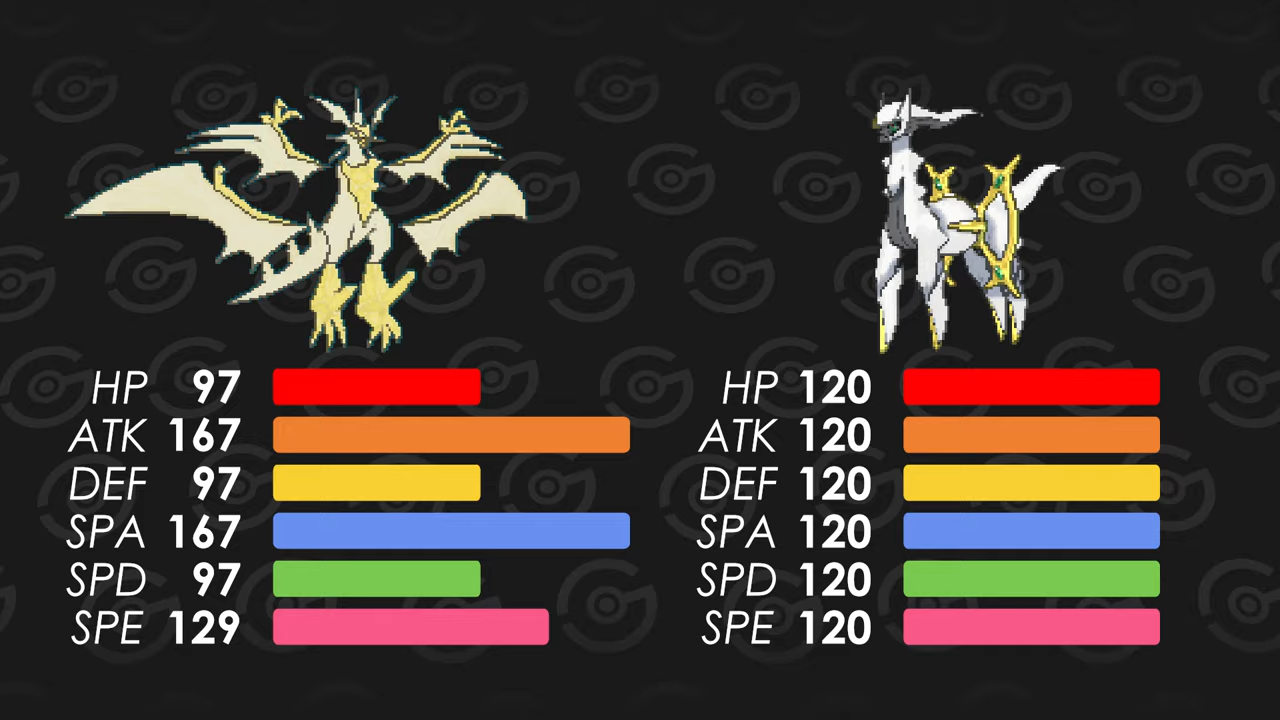 HP 97
ATK 167
DEF 97
SPA 167
SPD 97
SPE 129
HP 120
ATK 120
DEF 120
SPA 120
SPD 120
SPE 120